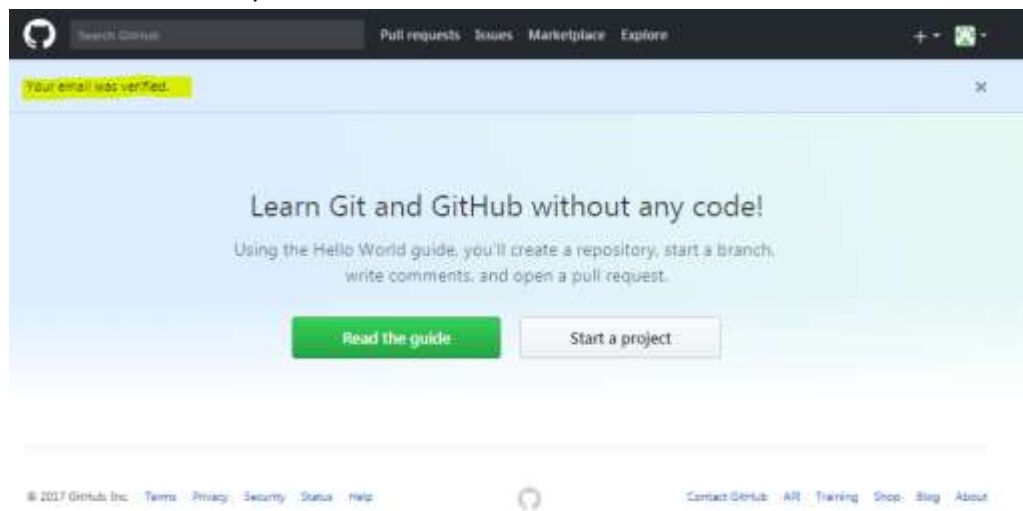 Search GitHub
Pull requests Issues Marketplace Explore
Your email was verified.
Learn Git and GitHub without any code!
Using the Hello World guide, you'll create a repository, start a branch,
write comments, and open a pull request.
Read the guide
Start a project
© 2017 GitHub, Inc. Terms Privacy Security Status Help
Contact GitHub API Training Shop Blog About